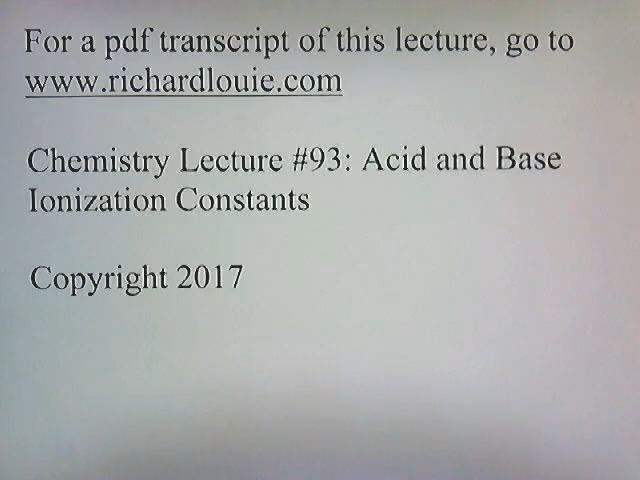 For a pdf transcript of this lecture, go to
www.richardlouie.com
Chemistry Lecture #93: Acid and Base
Ionization Constants
Copyright 2017